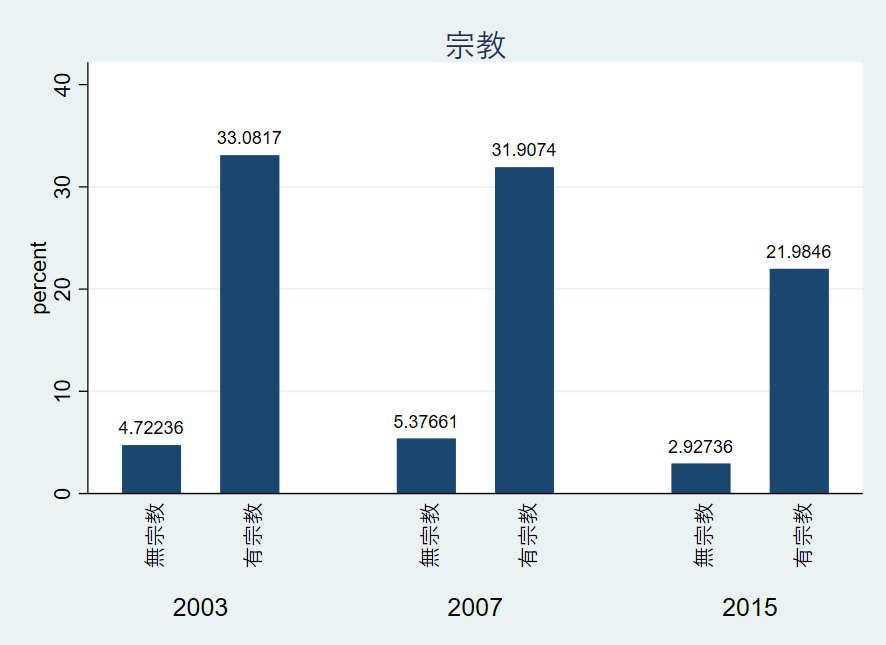 宗教
percent
40
30
20
10
0
4.72236
33.0817
5.37661
31.9074
2.92736
21.9846
無宗教
有宗教
無宗教
有宗教
無宗教
有宗教
2003
2007
2015